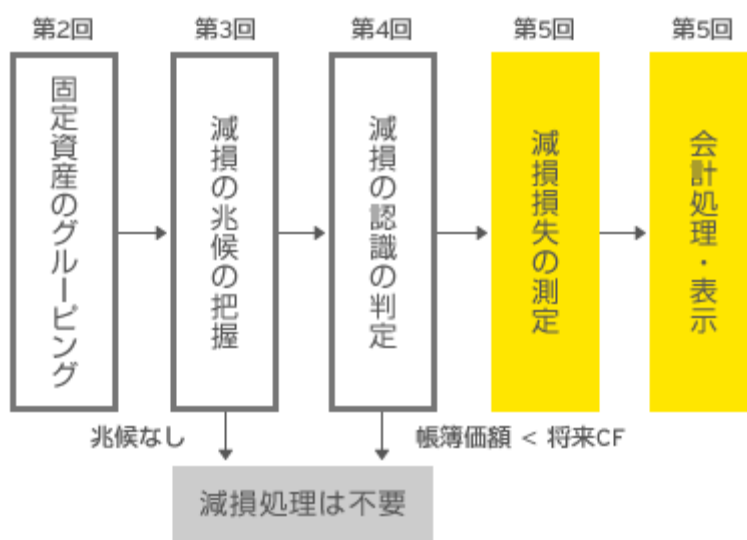 第2回
第3回
第4回
第5回
第5回
固定資産のグルーピング
減損の兆候の把握
減損の認識の判定
減損損失の測定
会計処理・表示
兆候なし
帳簿価額 < 将来CF
減損処理は不要